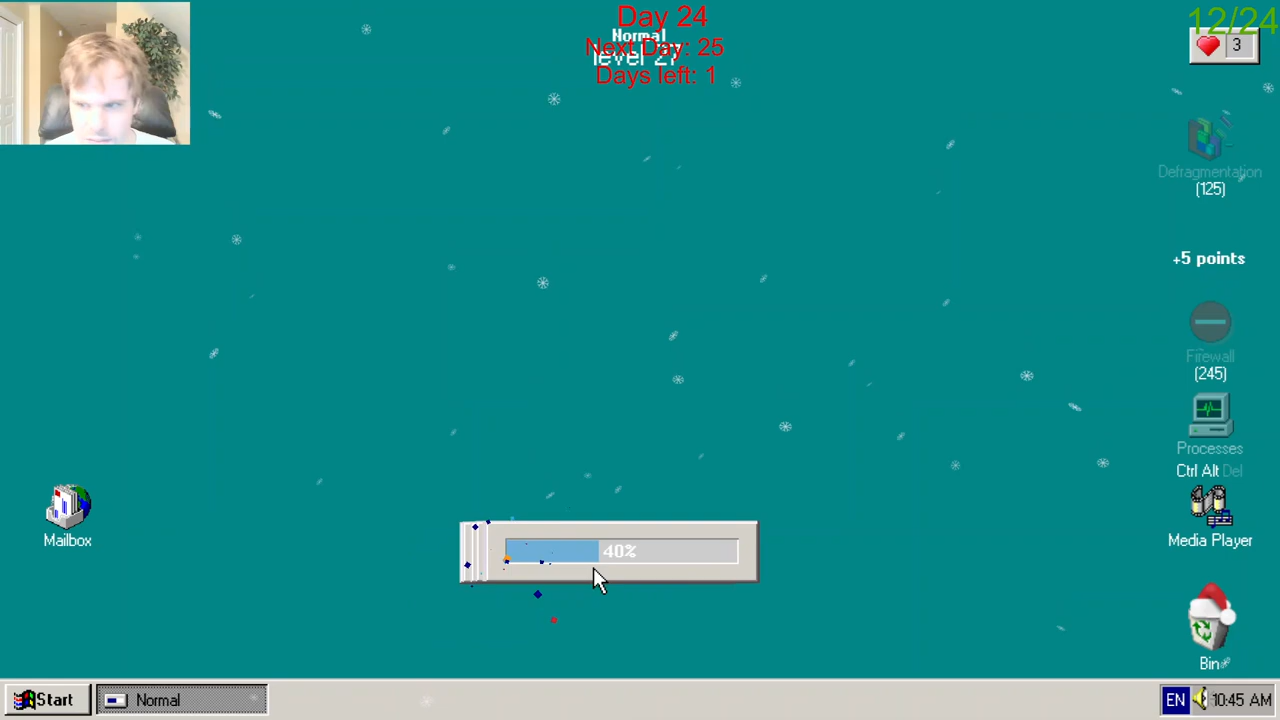 Day 24
Normal
Next Day: 25
level 27
Days left: 1
12/24
3
Defragmentation
(125)
+5 points
Firewall
(245)
Processes
Ctrl Alt Del
Media Player
Bin
Mailbox
40%
Start
Normal
EN
10:45 AM